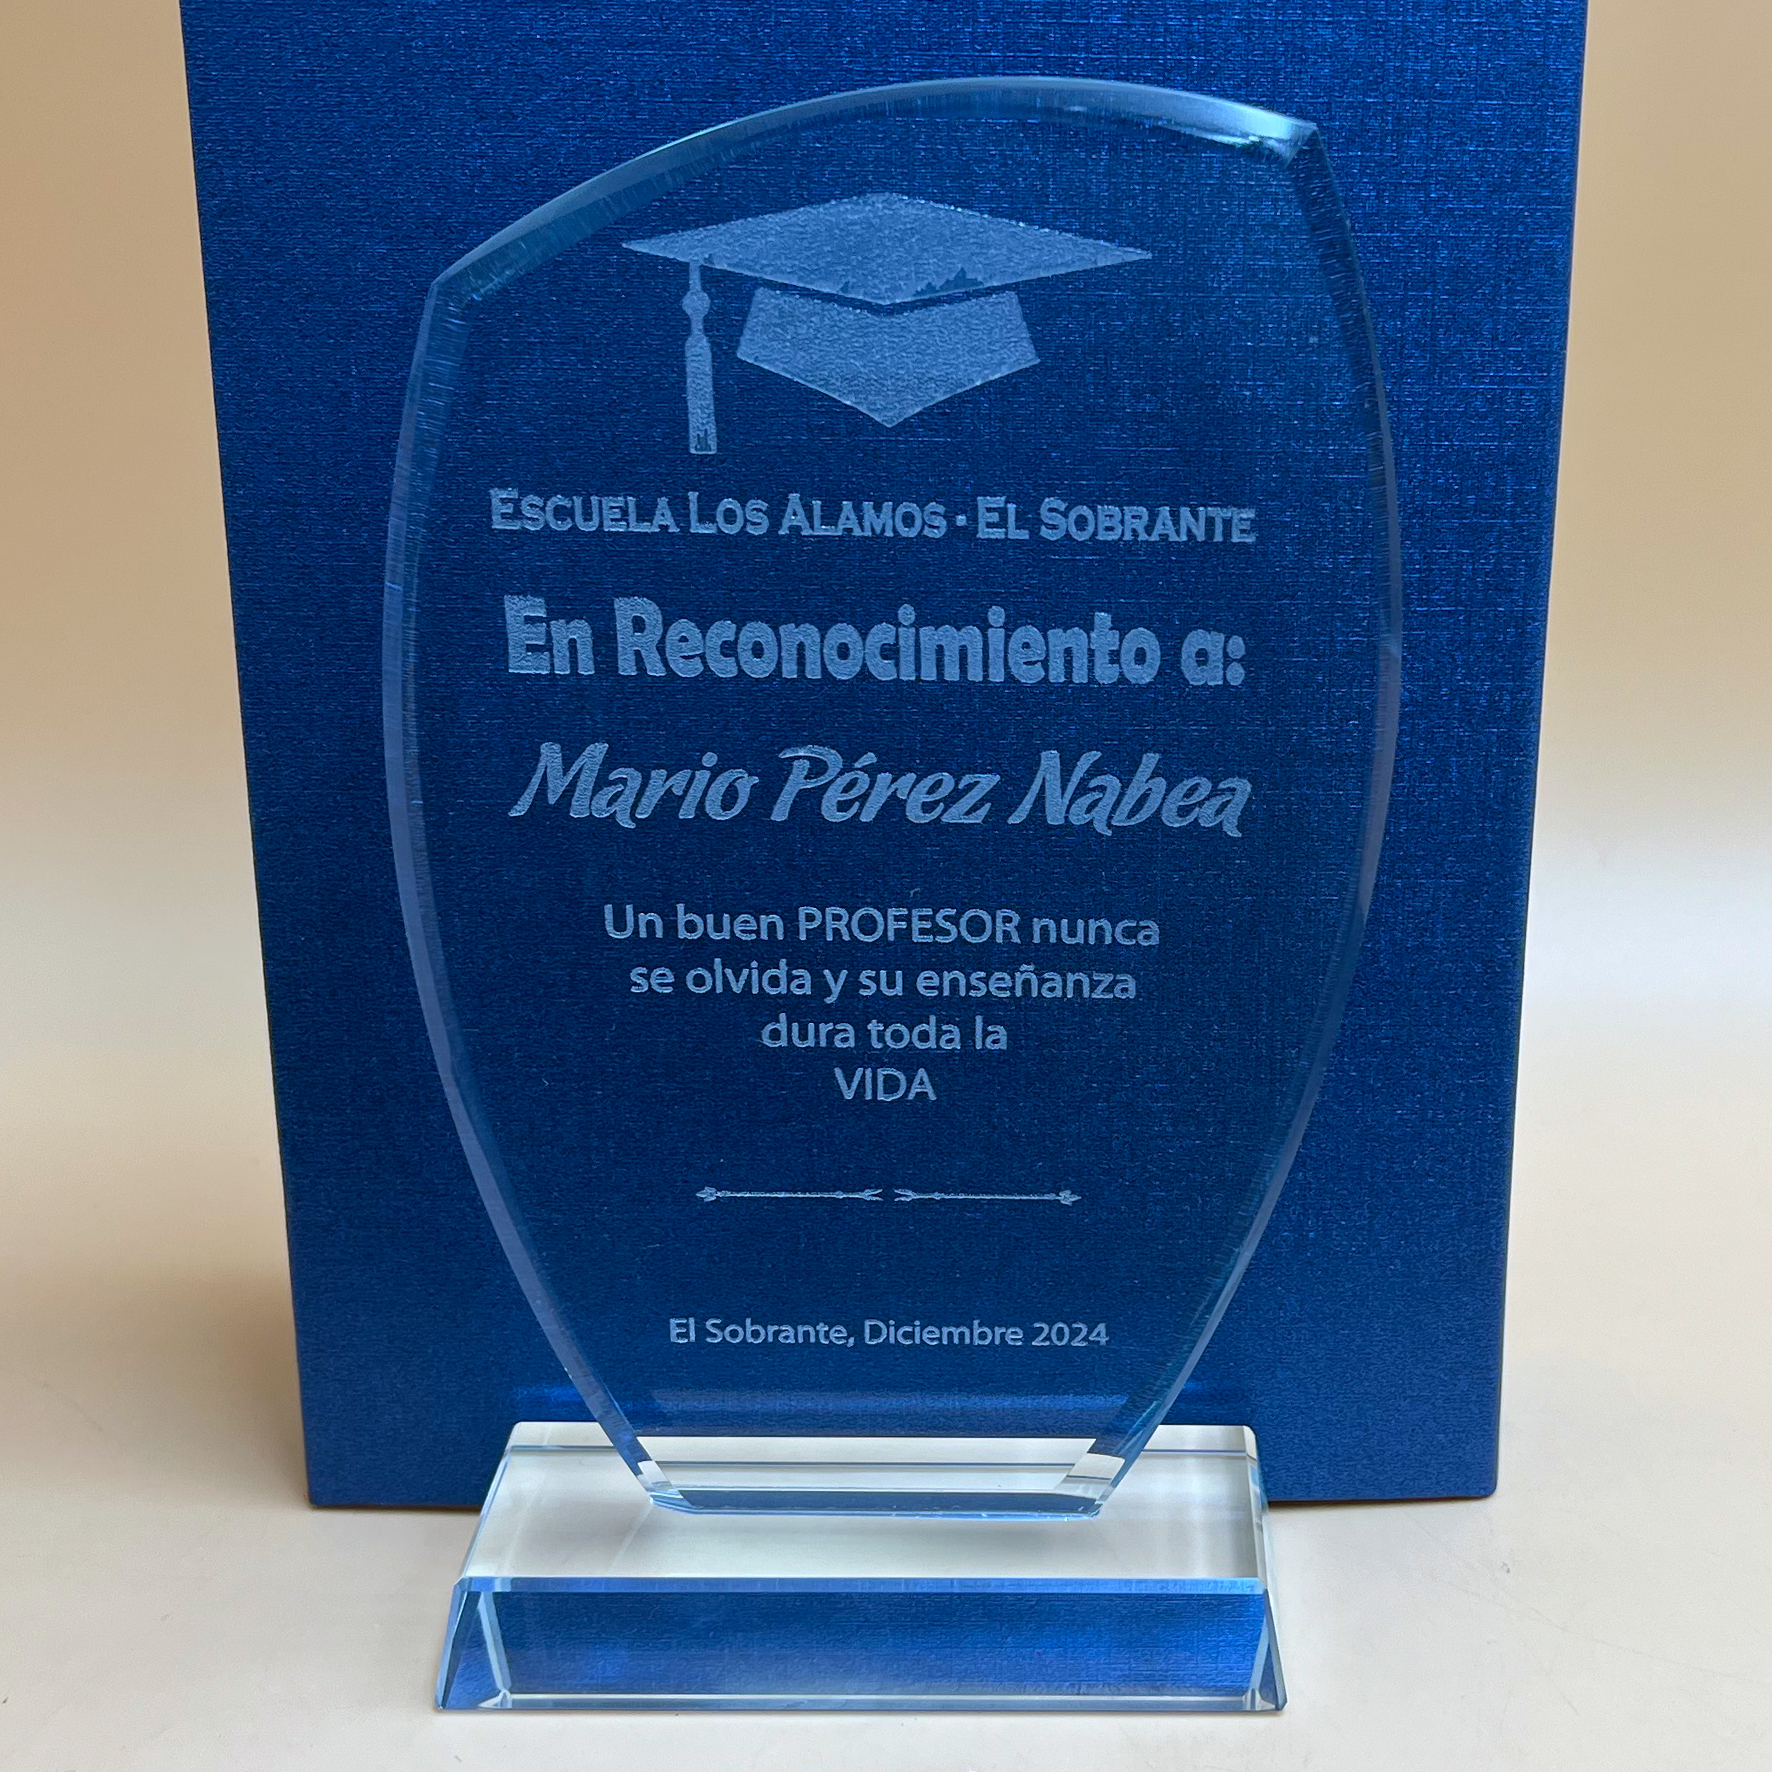 ESCUELA LOS ALAMOS · EL SOBRANTE
En Reconocimiento a:
Mario Pérez Nabea
Un buen PROFESOR nunca
se olvida y su enseñanza
dura toda la
VIDA
El Sobrante, Diciembre 2024